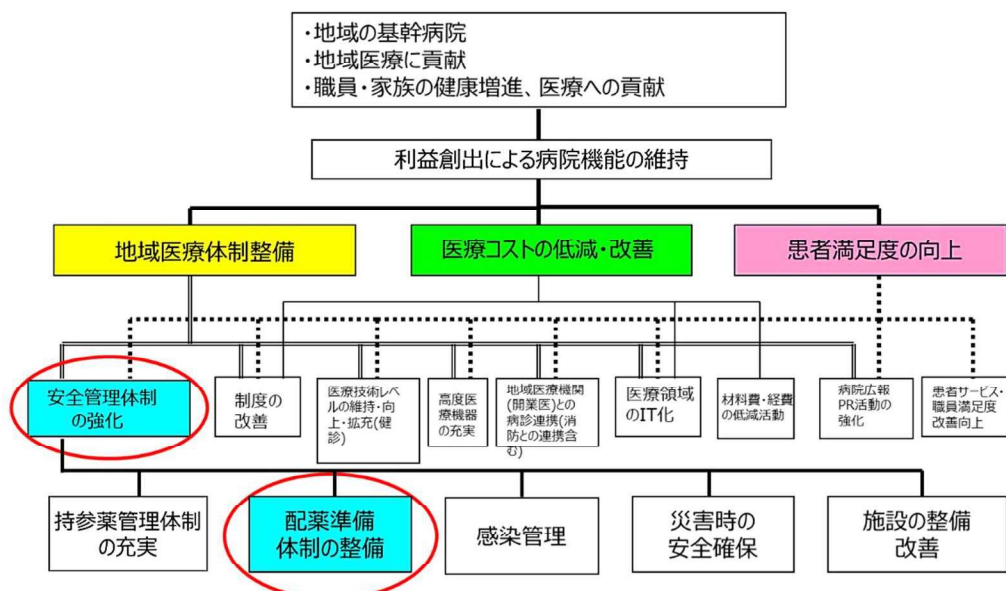 ・地域の基幹病院
・地域医療に貢献
・職員・家族の健康増進、医療への貢献
利益創出による病院機能の維持
地域医療体制整備
医療コストの低減・改善
患者満足度の向上
安全管理体制
の強化
制度の
改善
医療技術レベ
ルの維持・向
上・拡充(健
診)
高度医
療機器
の充実
地域医療機関
(開業医)との
病診連携(消
防との連携含
む)
医療領域
のIT化
材料費・経費
の低減活動
病院広報
PR活動の
強化
患者サービス・
職員満足度
改善向上
持参薬管理体制
の充実
配薬準備
体制の整備
感染管理
災害時の
安全確保
施設の整備
改善